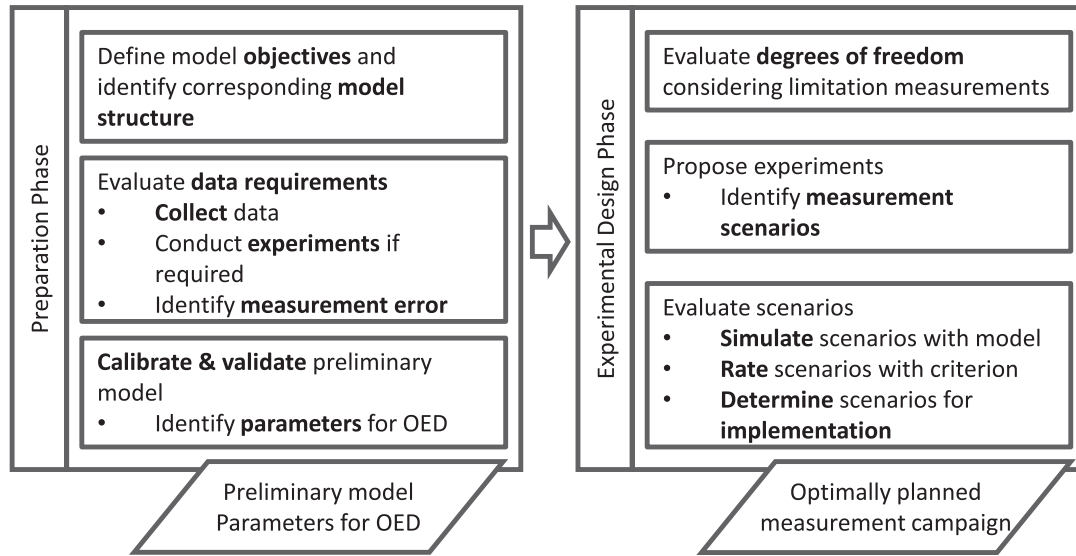 Preparation Phase
Define model objectives and
identify corresponding model
structure
Evaluate data requirements
• Collect data
• Conduct experiments if
required
• Identify measurement error
Calibrate & validate preliminary
model
• Identify parameters for OED
Preliminary model
Parameters for OED
Experimental Design Phase
Evaluate degrees of freedom
considering limitation measurements
Propose experiments
• Identify measurement
scenarios
Evaluate scenarios
• Simulate scenarios with model
• Rate scenarios with criterion
• Determine scenarios for
implementation
Optimally planned
measurement campaign